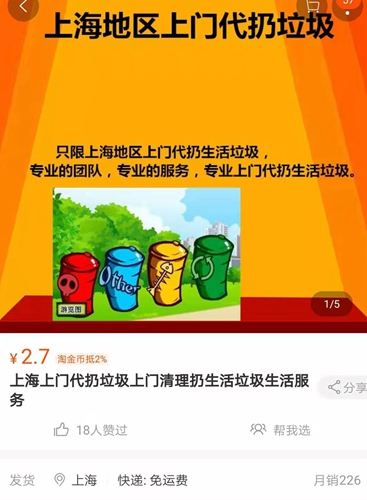 37
上海地区上门代扔垃圾
只限上海地区上门代扔生活垃圾，
专业的团队，专业的服务，专业上门代扔生活垃圾。
Other
游览图
1/5
¥2.7 淘金币抵2%
上海上门代扔垃圾上门清理扔生活垃圾生活服务
分享
18人赞过 帮我选
发货 上海 快递: 免运费 月销226